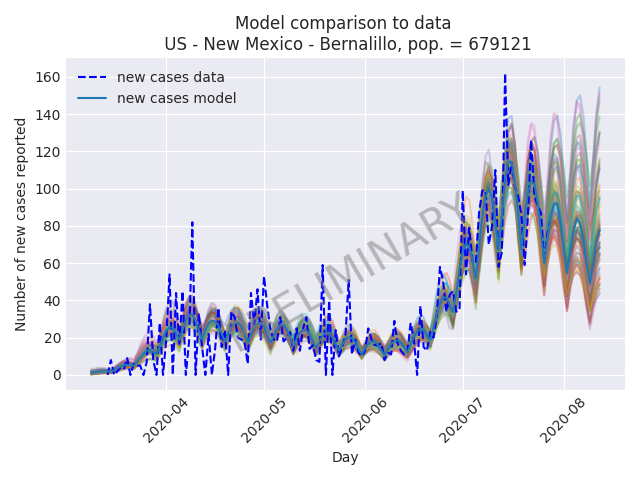 Model comparison to data
US - New Mexico - Bernalillo, pop. = 679121
new cases data
new cases model
160
140
120
100
80
60
40
20
0
Number of new cases reported
ELIMINARY
2020-04
2020-05
2020-06
2020-07
2020-08
Day